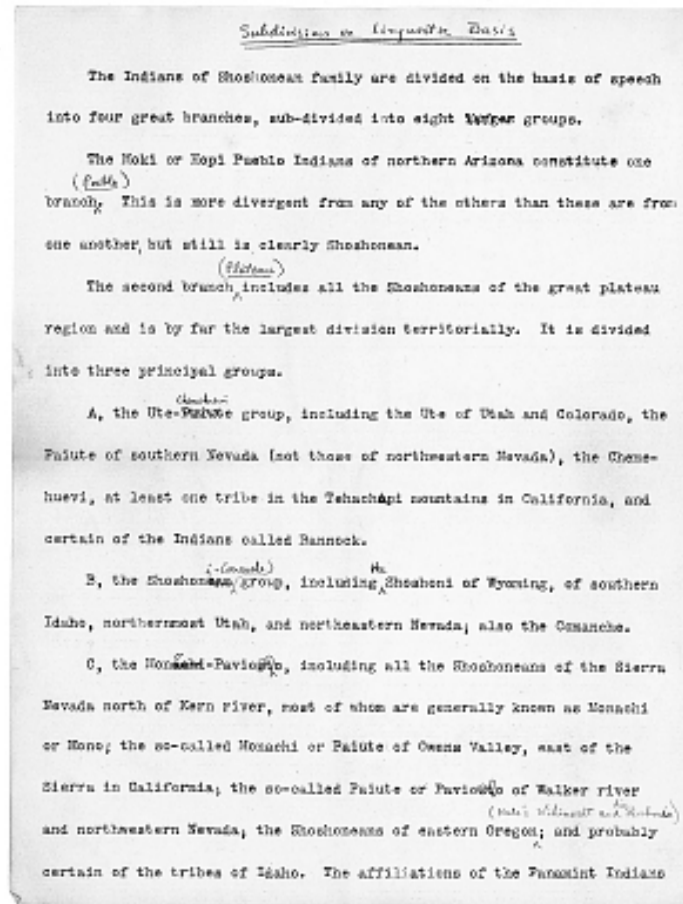 Subdivision on Linguistic Basis
The Indians of Shoshonean family are divided on the basis of speech
into four great branches, sub-divided into eight groups.
The Moki or Hopi Pueblo Indians of northern Arizona constitute one
(Pueblo)
branch. This is more divergent from any of the others than these are from
one another, but still is clearly Shoshonean.
(Plateau)
The second branch includes all the Shoshoneans of the great plateau
region and is by far the largest division territorially. It is divided
into three principal groups.
A, the Ute- group, including the Ute of Utah and Colorado, the
Paiute of southern Nevada (not those of northwestern Nevada), the Cheme-
huevi, at least one tribe in the Tehachapi mountains in California, and
certain of the Indians called Bannock.
i-Comanche) the
B, the Shoshon group, including Shoshoni of Wyoming, of southern
Idaho, northernmost Utah, and northeastern Nevada; also the Comanche.
C, the Mono-Paviotso, including all the Shoshoneans of the Sierra
Nevada north of Kern river, most of whom are generally known as Monachi
or Mono; the so-called Monachi or Paiute of Owens Valley, east of the
Sierra in California; the so-called Paiute or Paviotso of Walker river
and
and northwestern Nevada; the Shoshoneans of eastern Oregon; and probably
certain of the tribes of Idaho. The affiliations of the Panamint Indians